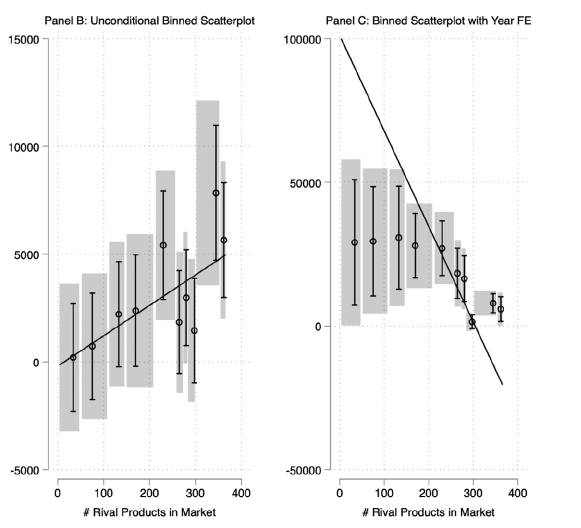 Panel B: Unconditional Binned Scatterplot
15000
10000
5000
0
-5000
0 100 200 300 400
# Rival Products in Market
Panel C: Binned Scatterplot with Year FE
100000
50000
0
-50000
0 100 200 300 400
# Rival Products in Market